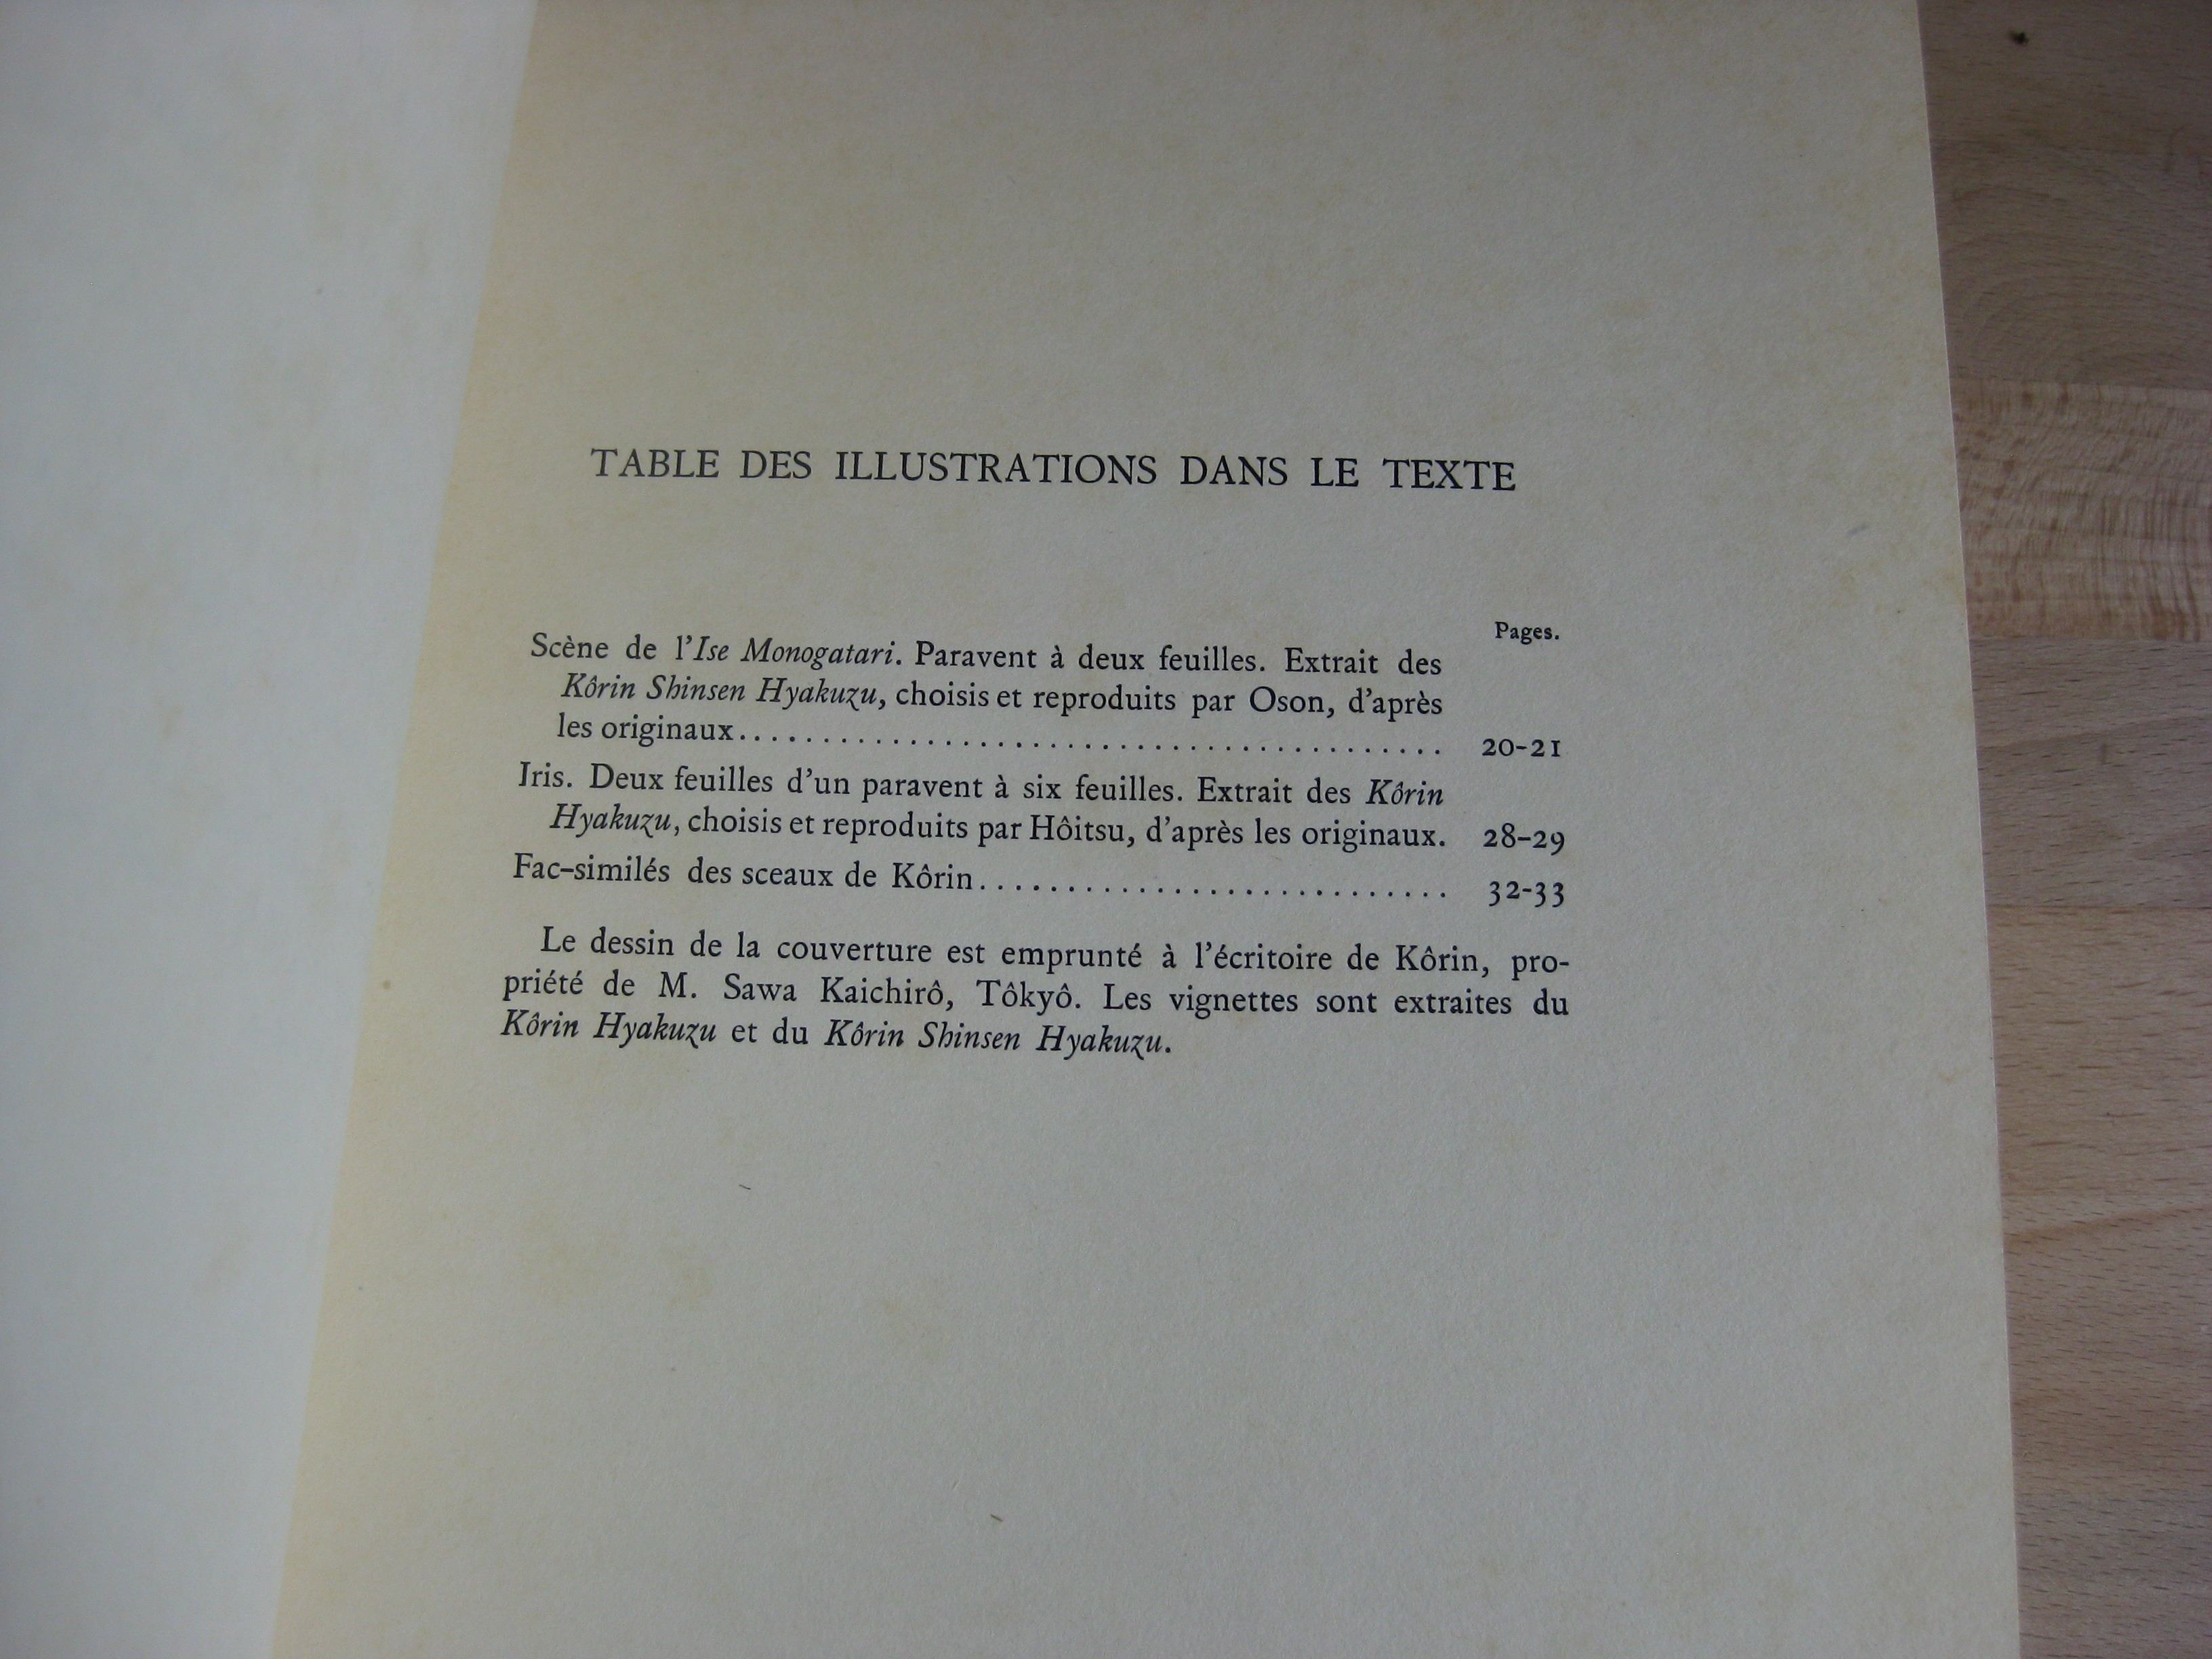 TABLE DES ILLUSTRATIONS DANS LE TEXTE
Pages.
Scène de l'Ise Monogatari. Paravent à deux feuilles. Extrait des
Kôrin Shinsen Hyakuzu, choisis et reproduits par Oson, d'après
les originaux........................................ 20-21
Iris. Deux feuilles d'un paravent à six feuilles. Extrait des Kôrin
Hyakuzu, choisis et reproduits par Hôitsu, d'après les originaux. 28-29
Fac-similés des sceaux de Kôrin........................... 32-33
Le dessin de la couverture est emprunté à l'écritoire de Kôrin, pro-
priété de M. Sawa Kaichirô, Tôkyô. Les vignettes sont extraites du
Kôrin Hyakuzu et du Kôrin Shinsen Hyakuzu.